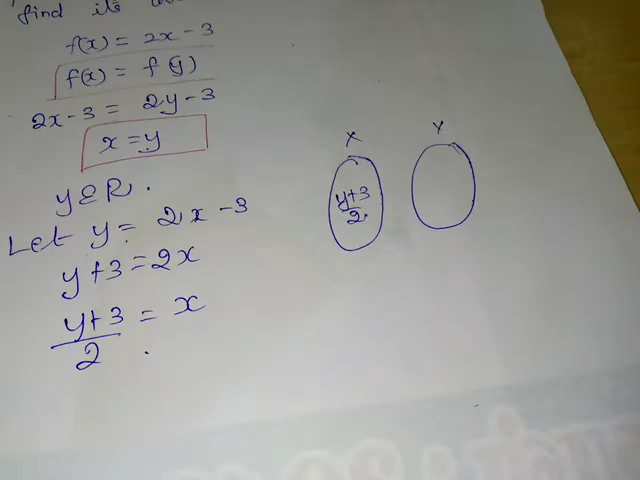 find its
f(x) = 2x - 3
f(x) = f(y)
2x - 3 = 2y - 3
x = y
y ε R.
Let y = 2x - 3
y + 3 = 2x
y+3/2 = x
X Y
y+3/2